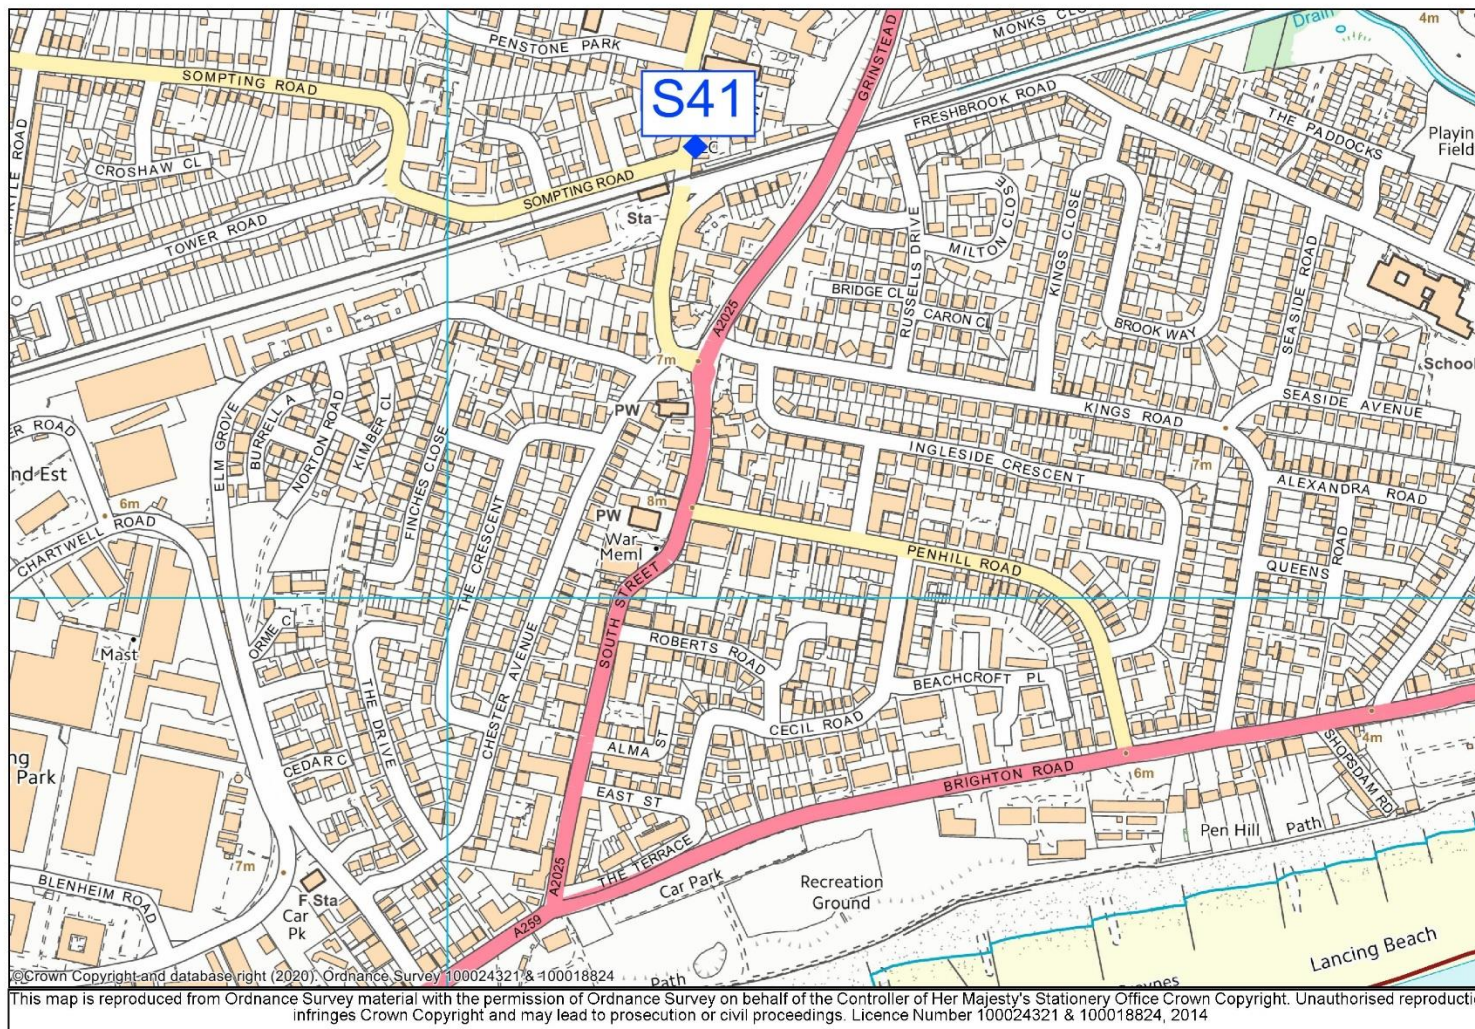 PENSTONE PARK
MONKS CLO
Drain
4m
GRINSTEAD
SOMPTING ROAD
S41
FRESHBROOK ROAD
THE PADDOCKS
Playin
Field
CROSHAW CL
LC
SOMPTING ROAD
Sta
TOWER ROAD
RUSSELLS DRIVE
MILTON CLOSE
KINGS CLOSE
SEASIDE ROAD
BRIDGE CL
CARON CL
BROOK WAY
A2025
7m
School
PW
KINGS ROAD
SEASIDE AVENUE
ELM GROVE
BURRELL A
NORTON ROAD
KIMBER CL
FINCHES CLOSE
INGLESIDE CRESCENT
7m
ALEXANDRA ROAD
ER ROAD
nd Est
6m
CHARTWELL ROAD
THE CRESCENT
8m
PW
War
Meml
PENHILL ROAD
QUEENS ROAD
SOUTH STREET
ORME C
Mast
ROBERTS ROAD
BEACHCROFT PL
THE DRIVE
CHESTER AVENUE
CECIL ROAD
ALMA ST
CEDAR C
ng
Park
EAST ST
BRIGHTON ROAD
6m
4m
SHOPSDAM RD
Pen Hill
Path
THE TERRACE
A2025
7m
BLENHEIM ROAD
F Sta
Car
Pk
Car Park
Recreation
Ground
A259
Lancing Beach
Path
oynes
©Crown Copyright and database right (2020). Ordnance Survey 100024321 & 100018824
This map is reproduced from Ordnance Survey material with the permission of Ordnance Survey on behalf of the Controller of Her Majesty's Stationery Office Crown Copyright. Unauthorised reproducti
infringes Crown Copyright and may lead to prosecution or civil proceedings. Licence Number 100024321 & 100018824, 2014